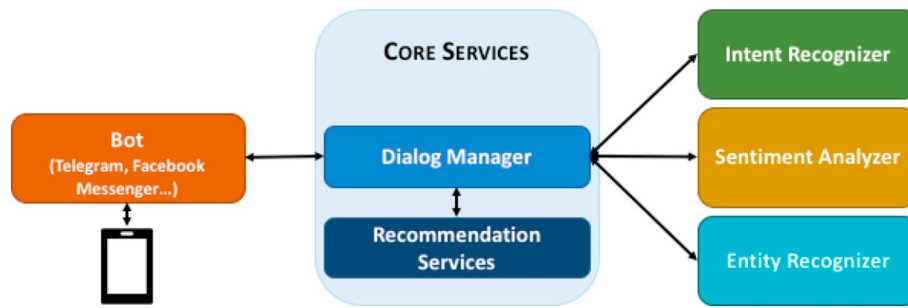 CORE SERVICES
Intent Recognizer
Bot
(Telegram, Facebook
Messenger...)
Dialog Manager
Sentiment Analyzer
Recommendation
Services
Entity Recognizer